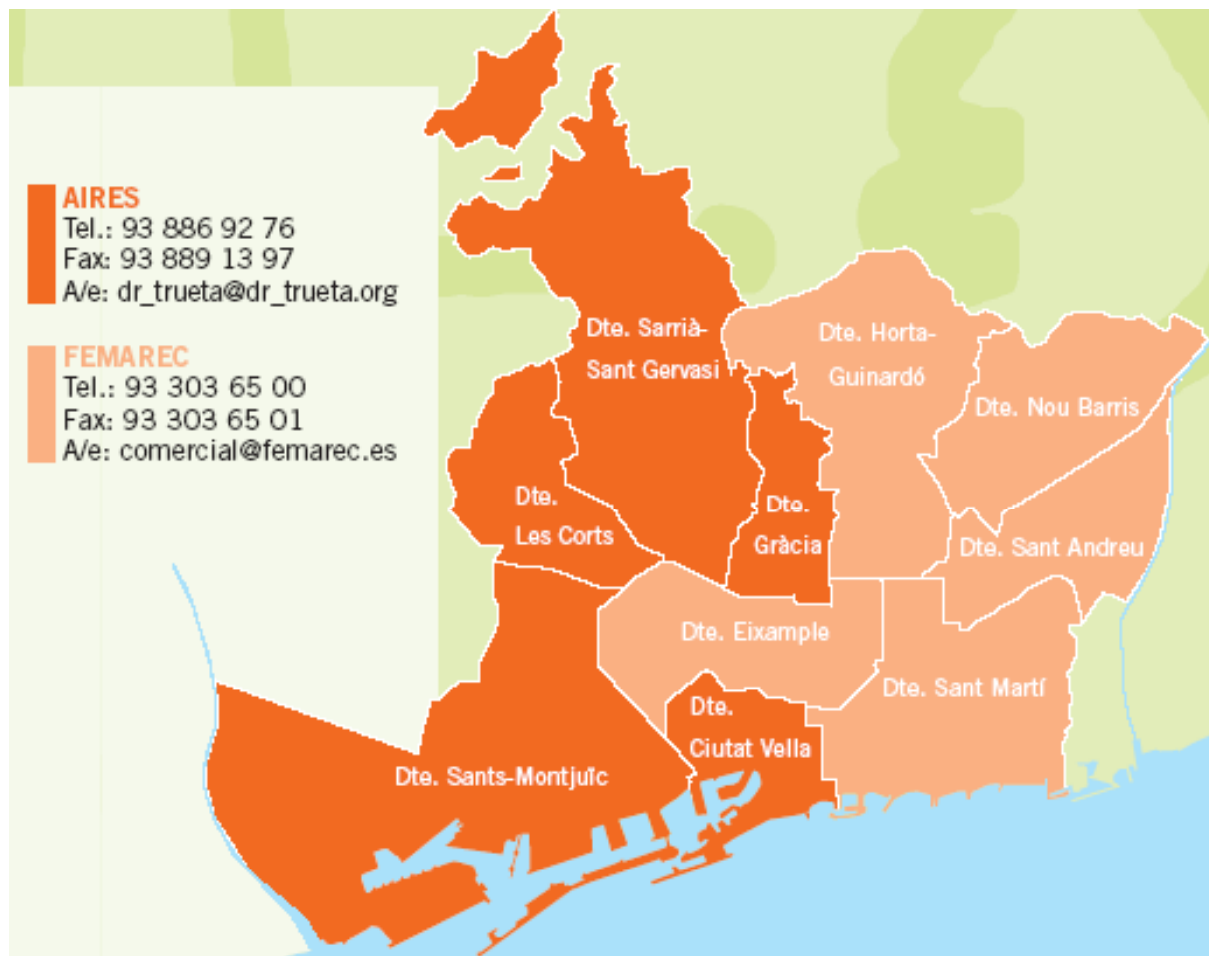 AIRES
Tel.: 93 886 92 76
Fax: 93 889 13 97
A/e: dr_trueta@dr_trueta.org
FEMAREC
Tel.: 93 303 65 00
Fax: 93 303 65 01
A/e: comercial@femarec.es
Dte. Sarrià-
Sant Gervasi
Dte. Horta-
Guinardó
Dte. Nou Barris
Dte.
Les Corts
Dte.
Gràcia
Dte. Sant Andreu
Dte. Eixample
Dte. Sant Martí
Dte.
Ciutat Vella
Dte. Sants-Montjuïc